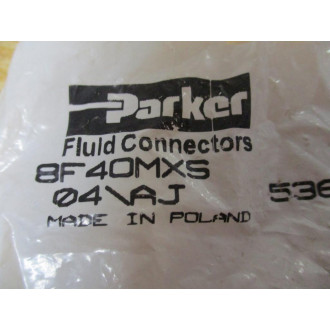 Parker
Fluid Connectors
8F40MXS
04\AJ 536
MADE IN POLAND